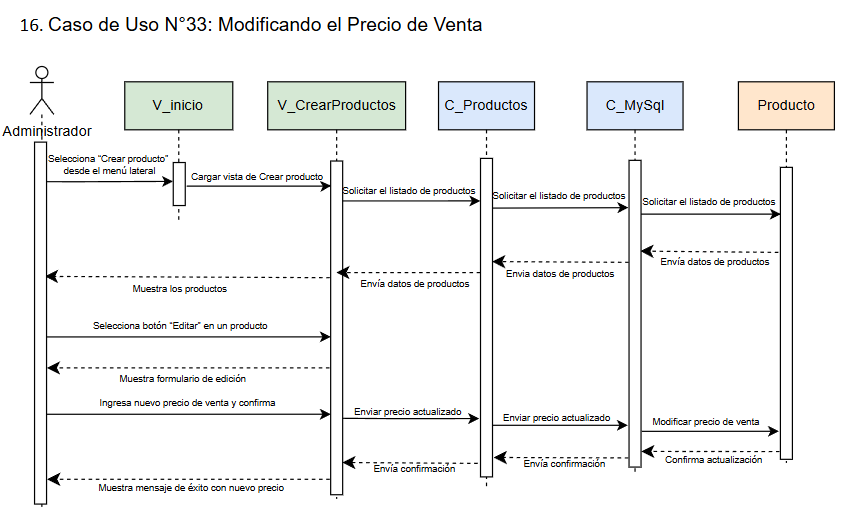 16. Caso de Uso N°33: Modificando el Precio de Venta
V_inicio
V_CrearProductos
C_Productos
C_MySql
Producto
Administrador
Selecciona "Crear producto"
desde el menú lateral
Cargar vista de Crear producto
Solicitar el listado de productos
Solicitar el listado de productos
Solicitar el listado de productos
Envía datos de productos
Envia datos de productos
Envía datos de productos
Muestra los productos
Selecciona botón "Editar" en un producto
Muestra formulario de edición
Ingresa nuevo precio de venta y confirma
Enviar precio actualizado
Enviar precio actualizado
Modificar precio de venta
Confirma actualización
Envía confirmación
Envía confirmación
Muestra mensaje de éxito con nuevo precio